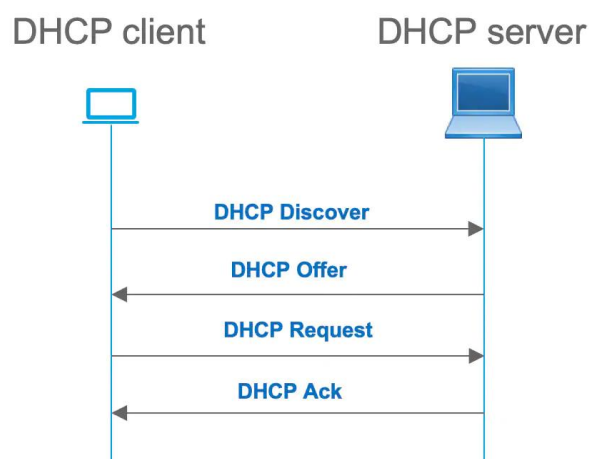 DHCP client
DHCP server
DHCP Discover
DHCP Offer
DHCP Request
DHCP Ack